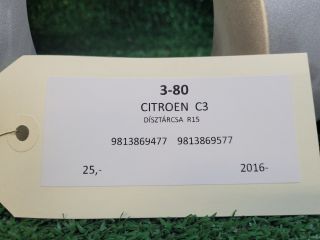 3-80
CITROEN C3
DÍSZTÁRCSA R15
9813869477 9813869577
25,- 2016-